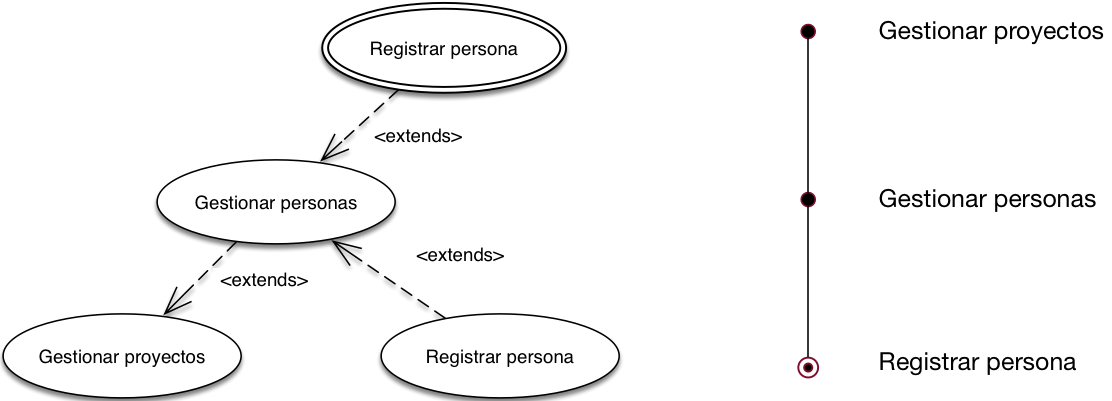 Registrar persona
<extends>
Gestionar personas
<extends>
<extends>
Gestionar proyectos
Registrar persona
Gestionar proyectos
Gestionar personas
Registrar persona